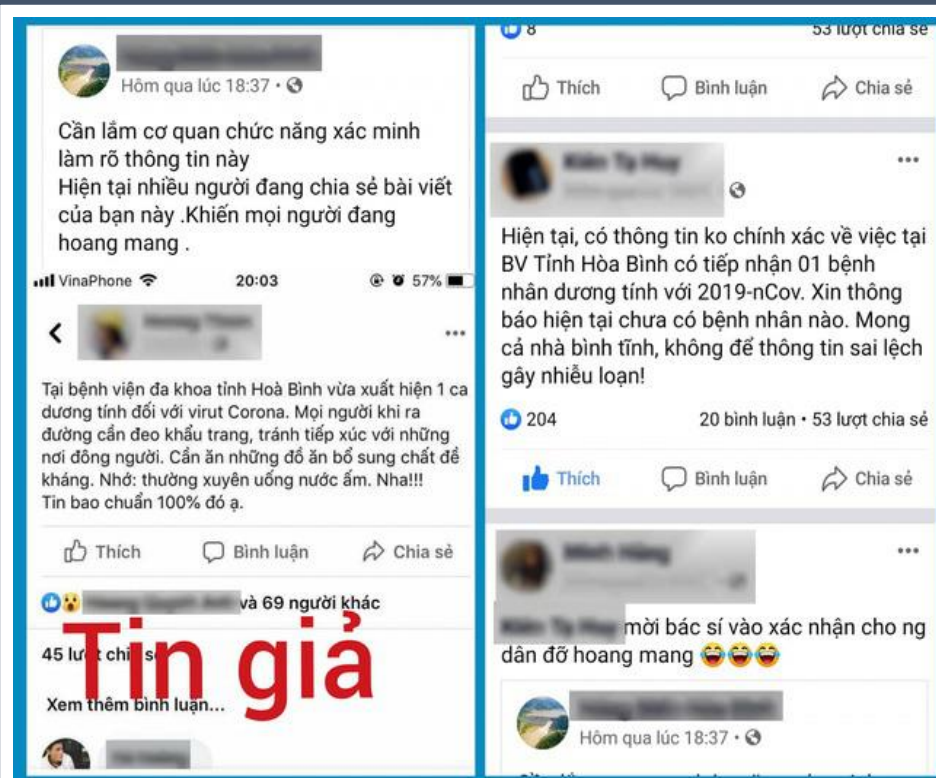 Hôm qua lúc 18:37 •
Cần lắm cơ quan chức năng xác minh
làm rõ thông tin này
Hiện tại nhiều người đang chia sẻ bài viết
của bạn này .Khiến mọi người đang
hoang mang .
VinaPhone
20:03
57%
Tại bệnh viện đa khoa tỉnh Hoà Bình vừa xuất hiện 1 ca
dương tính đối với virut Corona. Mọi người khi ra
đường cần đeo khẩu trang, tránh tiếp xúc với những
nơi đông người. Cần ăn những đồ ăn bổ sung chất đề
kháng. Nhớ: thường xuyên uống nước ấm. Nha!!!
Tin bao chuẩn 100% đó ạ.
Thích Bình luận Chia sẻ
và 69 người khác
Tin giả
45 lượt chia sẻ
Xem thêm bình luận...
8 53 lượt chia sẻ
Thích Bình luận Chia sẻ
Hiện tại, có thông tin ko chính xác về việc tại
BV Tỉnh Hòa Bình có tiếp nhận 01 bệnh
nhân dương tính với 2019-nCov. Xin thông
báo hiện tại chưa có bệnh nhân nào. Mong
cả nhà bình tĩnh, không để thông tin sai lệch
gây nhiễu loạn!
204 20 bình luận • 53 lượt chia sẻ
Thích Bình luận Chia sẻ
mời bác sí vào xác nhận cho ng
dân đỡ hoang mang 😂😂😂
Hôm qua lúc 18:37 •